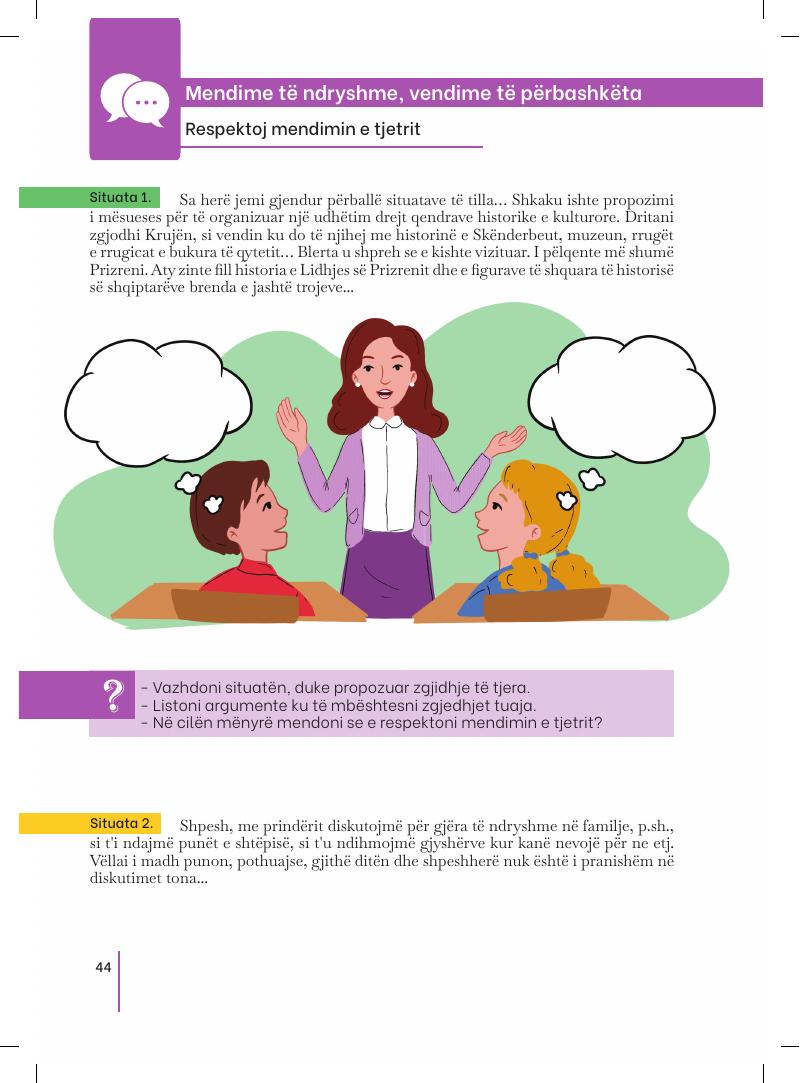 Mendime të ndryshme, vendime të përbashkëta
Respektoj mendimin e tjetrit
Situata 1. Sa herë jemi gjendur përballë situatave të tilla... Shkaku ishte propozimi
i mësueses për të organizuar një udhëtim drejt qendrave historike e kulturore. Dritani
zgjodhi Krujën, si vendin ku do të njihej me historinë e Skënderbeut, muzeun, rrugët
e rrugicat e bukura të qytetit... Blerta u shpreh se e kishte vizituar. I pëlqente më shumë
Prizreni. Aty zinte fill historia e Lidhjes së Prizrenit dhe e figurave të shquara të historisë
së shqiptarëve brenda e jashtë trojeve...
?
- Vazhdoni situatën, duke propozuar zgjidhje të tjera.
- Listoni argumente ku të mbështesni zgjedhjet tuaja.
- Në cilën mënyrë mendoni se e respektoni mendimin e tjetrit?
Situata 2. Shpesh, me prindërit diskutojmë për gjëra të ndryshme në familje, p.sh.,
si t'i ndajmë punët e shtëpisë, si t'u ndihmojmë gjyshërve kur kanë nevojë për ne etj.
Vëllai i madh punon, pothuajse, gjithë ditën dhe shpeshherë nuk është i pranishëm në
diskutimet tona...
44